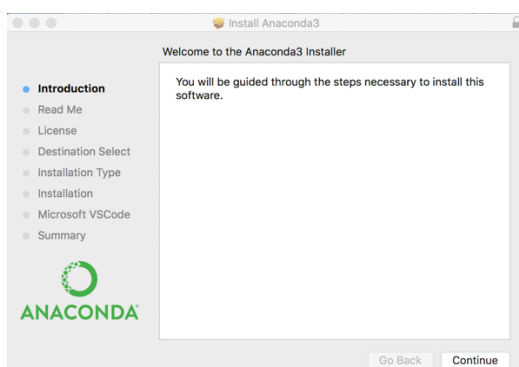 Install Anaconda3
Welcome to the Anaconda3 Installer
Introduction
Read Me
License
Destination Select
Installation Type
Installation
Microsoft VSCode
Summary
ANACONDA
You will be guided through the steps necessary to install this
software.
Go Back
Continue